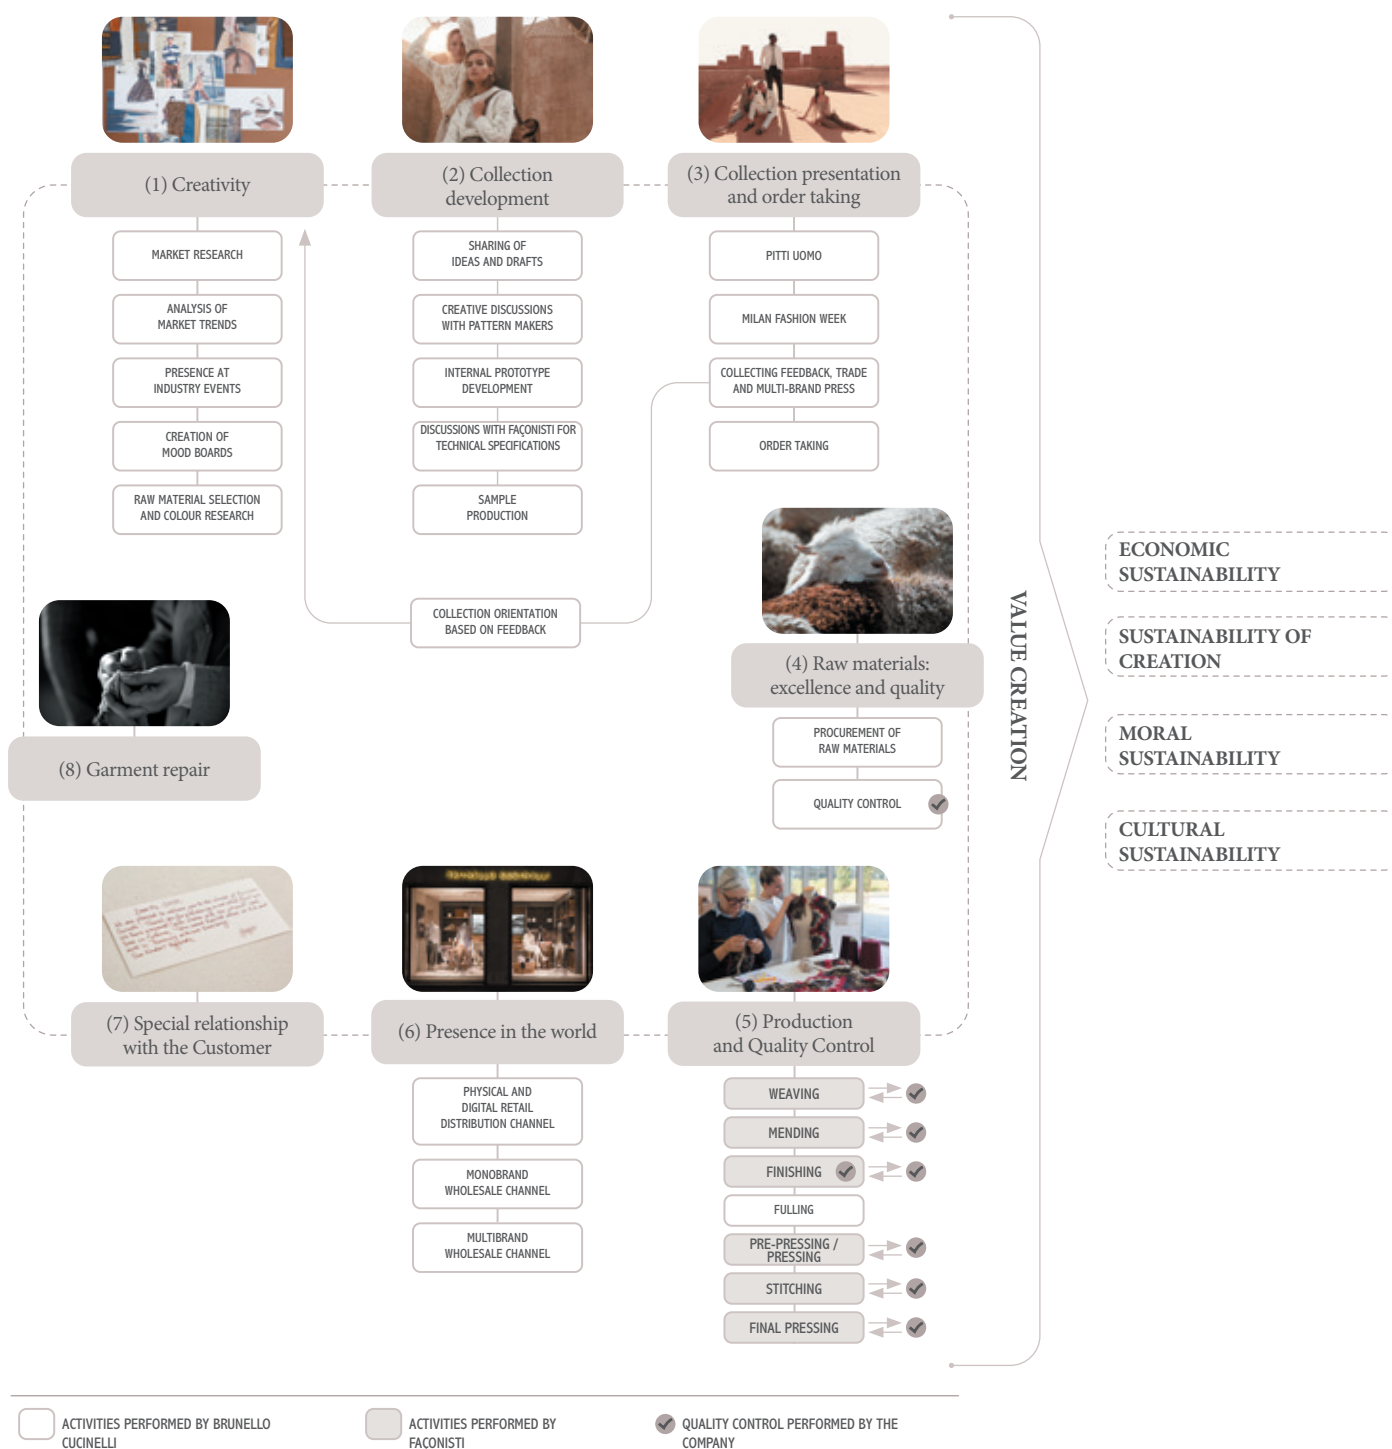 (1) Creativity
MARKET RESEARCH
ANALYSIS OF
MARKET TRENDS
PRESENCE AT
INDUSTRY EVENTS
CREATION OF
MOOD BOARDS
RAW MATERIAL SELECTION
AND COLOUR RESEARCH
(2) Collection
development
SHARING OF
IDEAS AND DRAFTS
CREATIVE DISCUSSIONS
WITH PATTERN MAKERS
INTERNAL PROTOTYPE
DEVELOPMENT
DISCUSSIONS WITH FAÇONISTI FOR
TECHNICAL SPECIFICATIONS
SAMPLE
PRODUCTION
(3) Collection presentation
and order taking
PITTI UOMO
MILAN FASHION WEEK
COLLECTING FEEDBACK, TRADE
AND MULTI-BRAND PRESS
ORDER TAKING
COLLECTION ORIENTATION
BASED ON FEEDBACK
(4) Raw materials:
excellence and quality
PROCUREMENT OF
RAW MATERIALS
QUALITY CONTROL
(8) Garment repair
(7) Special relationship
with the Customer
(6) Presence in the world
PHYSICAL AND
DIGITAL RETAIL
DISTRIBUTION CHANNEL
MONOBRAND
WHOLESALE CHANNEL
MULTIBRAND
WHOLESALE CHANNEL
(5) Production
and Quality Control
WEAVING
MENDING
FINISHING
FULLING
PRE-PRESSING /
PRESSING
STITCHING
FINAL PRESSING
VALUE CREATION
ECONOMIC
SUSTAINABILITY
SUSTAINABILITY OF
CREATION
MORAL
SUSTAINABILITY
CULTURAL
SUSTAINABILITY
ACTIVITIES PERFORMED BY BRUNELLO
CUCINELLI
ACTIVITIES PERFORMED BY
FAÇONISTI
QUALITY CONTROL PERFORMED BY THE
COMPANY